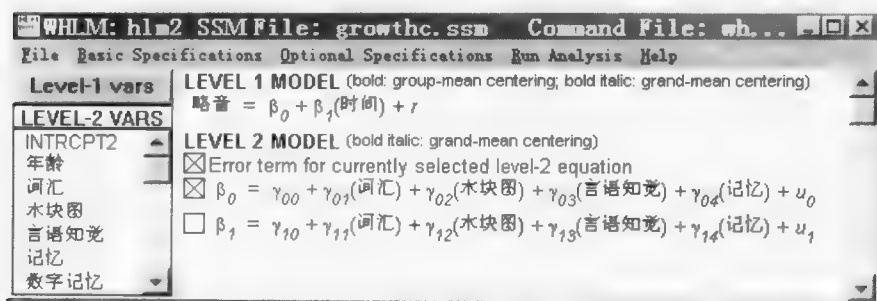 WHLM: hlm2 SSM File: growthc.ssm Command File: wh...
File Basic Specifications Optional Specifications Run Analysis Help
Level-1 vars
LEVEL-2 VARS
INTRCPT2
年龄
词汇
木块图
言语知觉
记忆
数字记忆
LEVEL 1 MODEL (bold: group-mean centering; bold italic: grand-mean centering)
略音 = β0 + β1(时间) + r
LEVEL 2 MODEL (bold italic: grand-mean centering)
Error term for currently selected level-2 equation
β0 = γ00 + γ01(词汇) + γ02(木块图) + γ03(言语知觉) + γ04(记忆) + u0
β1 = γ10 + γ11(词汇) + γ12(木块图) + γ13(言语知觉) + γ14(记忆) + u1